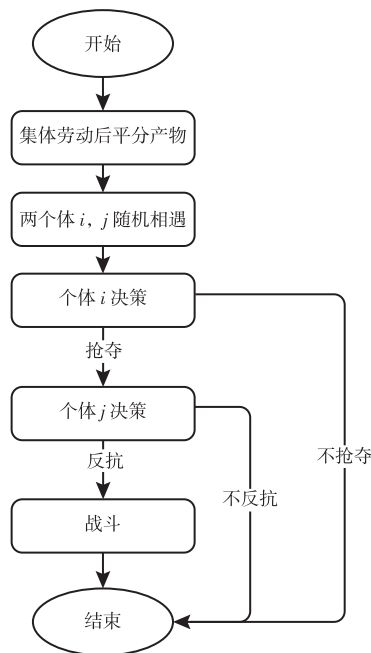 开始
集体劳动后平分产物
两个体 i，j 随机相遇
个体 i 决策
抢夺
个体 j 决策
反抗
不抢夺
不反抗
战斗
结束